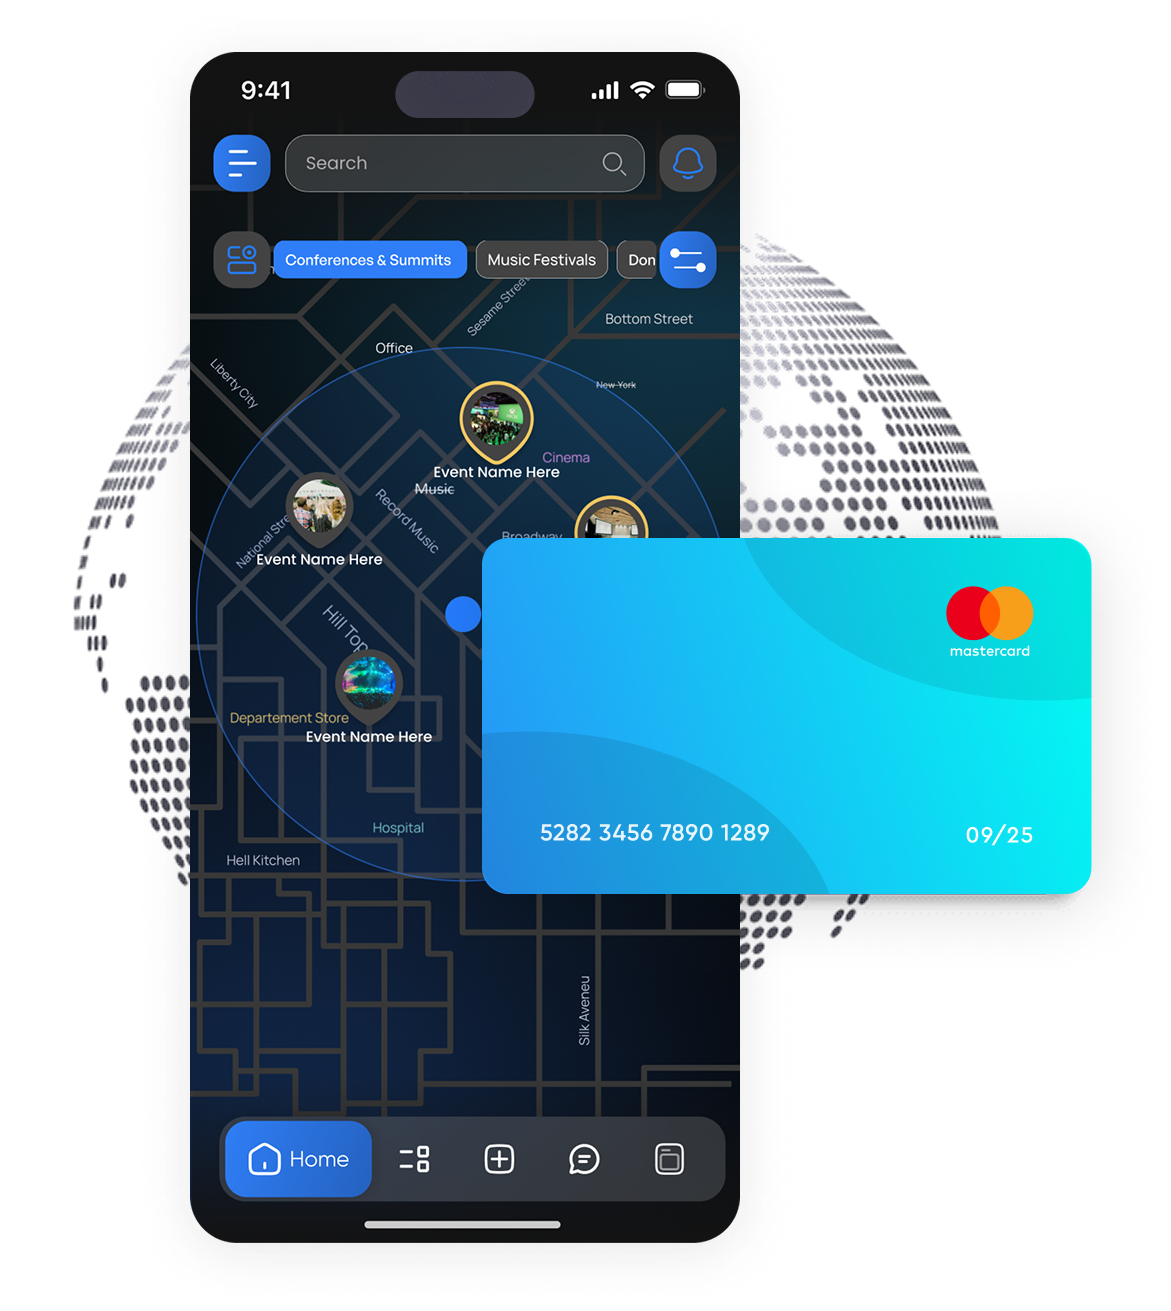 9:41
Search
Conferences & Summits
Music Festivals
Don
Sesame Street
Bottom Street
Office
Liberty City
New York
Cinema
Event Name Here
Music
Record Music
National Stre
Broadway
Event Name Here
Hill Top
Departement Store
Event Name Here
mastercard
Hospital
5282 3456 7890 1289
09/25
Hell Kitchen
Silk Aveneu
Home